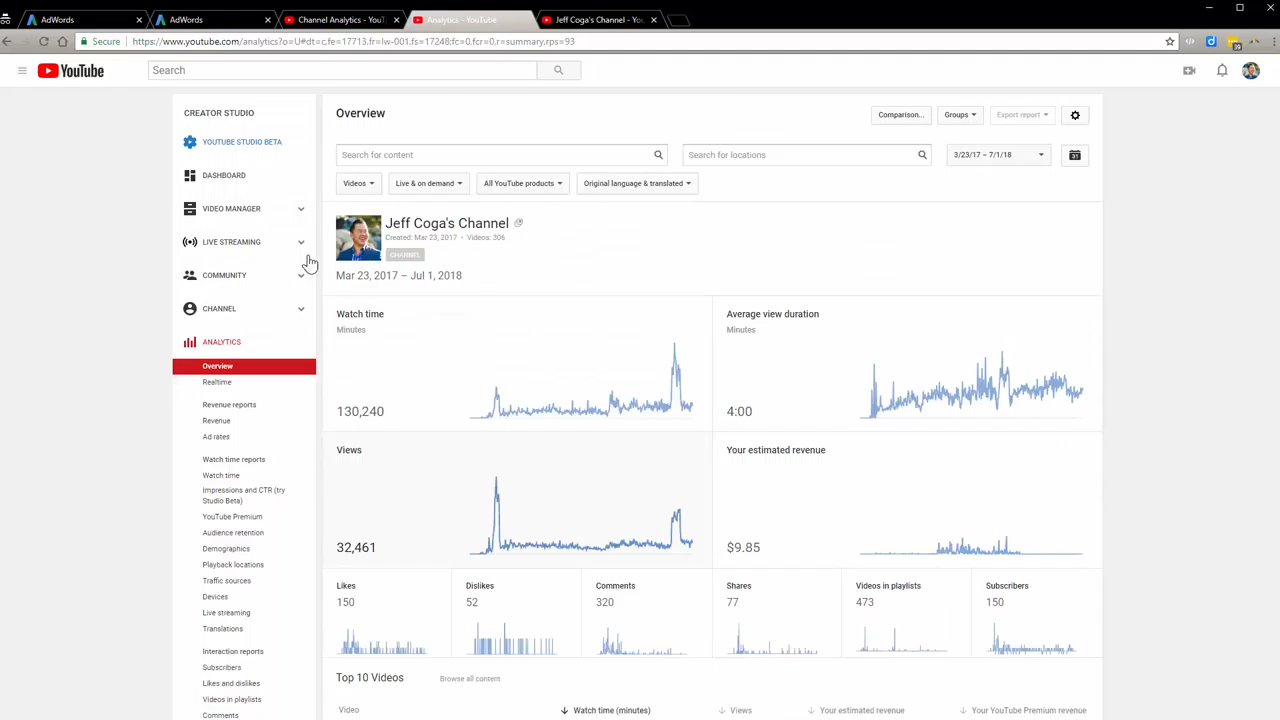 AdWords
AdWords
Channel Analytics - YouT
Analytics - YouTube
Jeff Coga's Channel - You
Secure
https://www.youtube.com/analytics?o=U#dt=c,fe=17713,fr=lw-001,fs=17248;fc=0,fcr=0,r=summary,rps=93
39
YouTube
Search
CREATOR STUDIO
YOUTUBE STUDIO BETA
DASHBOARD
VIDEO MANAGER
LIVE STREAMING
COMMUNITY
CHANNEL
ANALYTICS
Overview
Realtime
Revenue reports
Revenue
Ad rates
Watch time reports
Watch time
Impressions and CTR (try
Studio Beta)
YouTube Premium
Audience retention
Demographics
Playback locations
Traffic sources
Devices
Live streaming
Translations
Interaction reports
Subscribers
Likes and dislikes
Videos in playlists
Comments
Overview
Comparison...
Groups
Export report
Search for content
Search for locations
3/23/17 – 7/1/18
31
Videos
Live & on demand
All YouTube products
Original language & translated
Jeff Coga's Channel
Created: Mar 23, 2017 • Videos: 306
CHANNEL
Mar 23, 2017 – Jul 1, 2018
Watch time
Minutes
130,240
Average view duration
Minutes
4:00
Views
32,461
Your estimated revenue
$9.85
Likes
150
Dislikes
52
Comments
320
Shares
77
Videos in playlists
473
Subscribers
150
Top 10 Videos
Browse all content
Video
Watch time (minutes)
Views
Your estimated revenue
Your YouTube Premium revenue